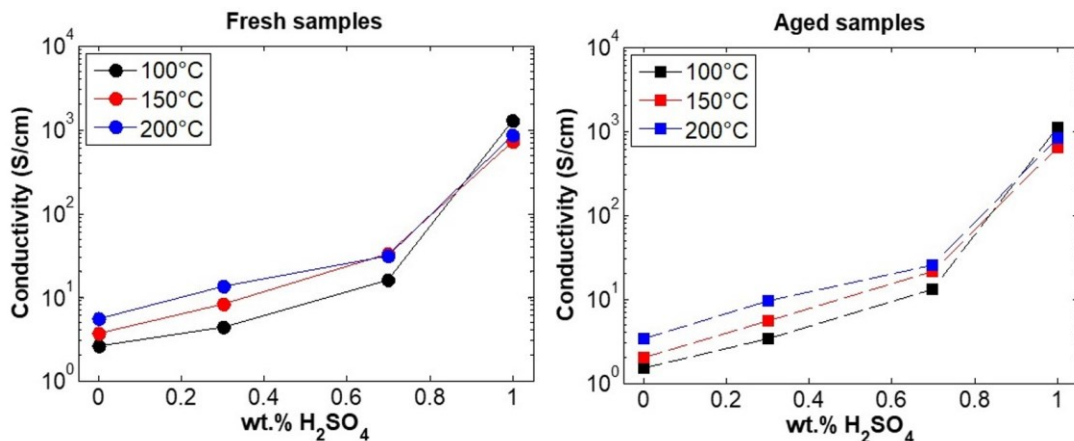 Fresh samples
10⁴
10³
10²
10¹
10⁰
Conductivity (S/cm)
100°C
150°C
200°C
0 0.2 0.4 0.6 0.8 1
wt.% H₂SO₄
Aged samples
10⁴
10³
10²
10¹
10⁰
Conductivity (S/cm)
100°C
150°C
200°C
0 0.2 0.4 0.6 0.8 1
wt.% H₂SO₄